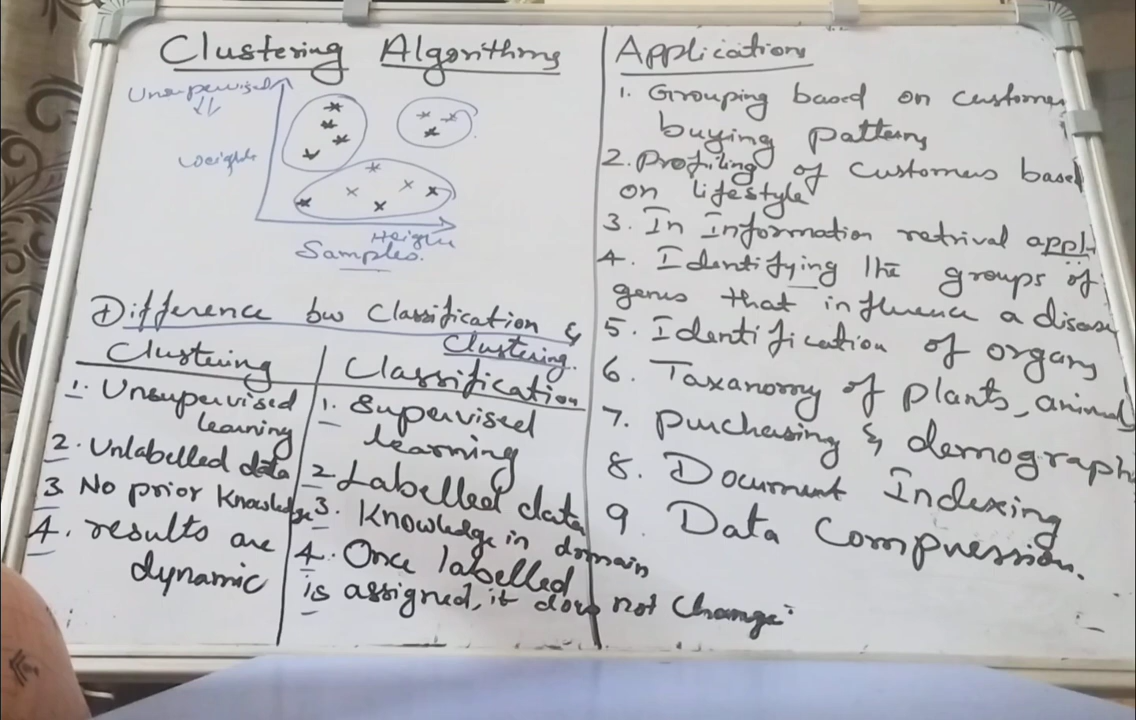 Clustering Algorithms
Unsupervised
Weight
Height
Samples.
Difference bw Classification &
Clustering.
Clustering
1. Unsupervised
learning
2. Unlabelled data
3 No prior Knowledge
4. results are
dynamic
Classification
1. Supervised
learning
2. Labelled data
3. Knowledge in domain
4. Once labelled
is assigned, it does not change.
Applications
1. Grouping based on customer
buying pattern
2. Profiling of customers based
on lifestyle
3. In Information retrival appl.
4. Identifying the groups of
genes that influence a disease
5. Identification of organs
6. Taxanomy of plants, animal
7. Purchasing & demograph
8. Document Indexing
9. Data Compression.